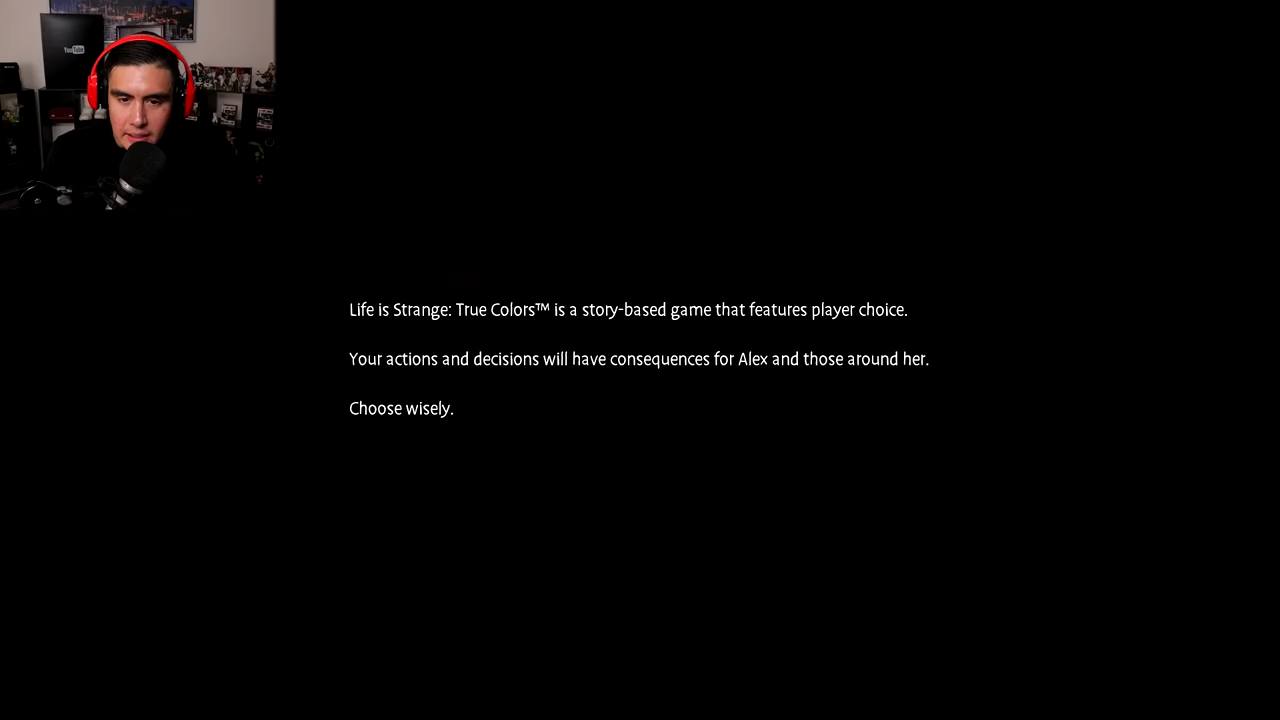 YouTube
Life is Strange: True Colors™ is a story-based game that features player choice.
Your actions and decisions will have consequences for Alex and those around her.
Choose wisely.